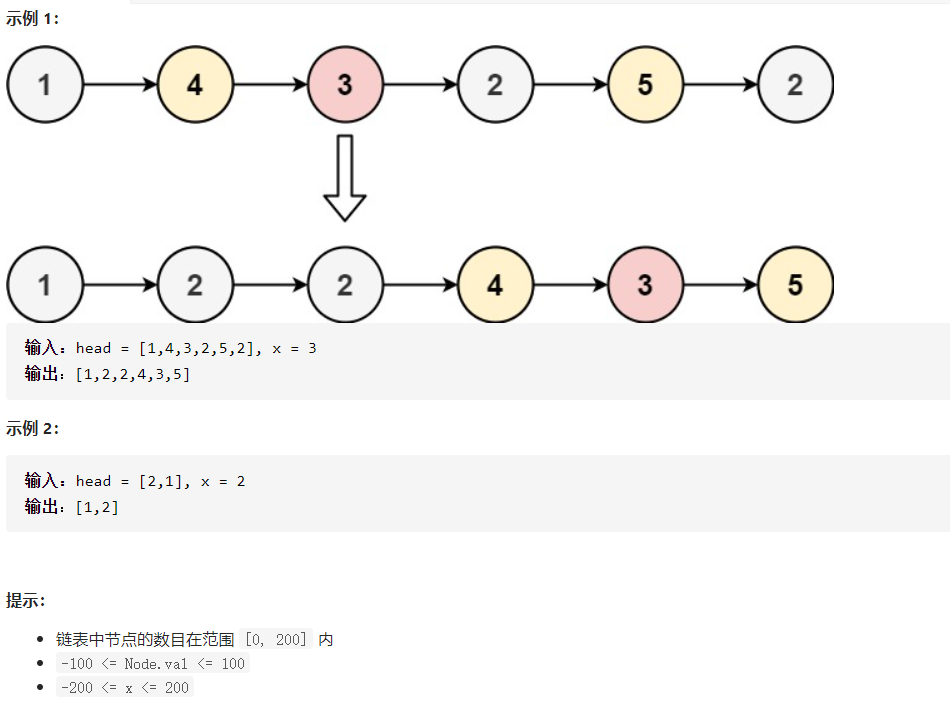 示例 1：
1 4 3 2 5 2
1 2 2 4 3 5
输入：head = [1,4,3,2,5,2], x = 3
输出：[1,2,2,4,3,5]
示例 2：
输入：head = [2,1], x = 2
输出：[1,2]
提示：
链表中节点的数目在范围 [0, 200] 内
-100 <= Node.val <= 100
-200 <= x <= 200